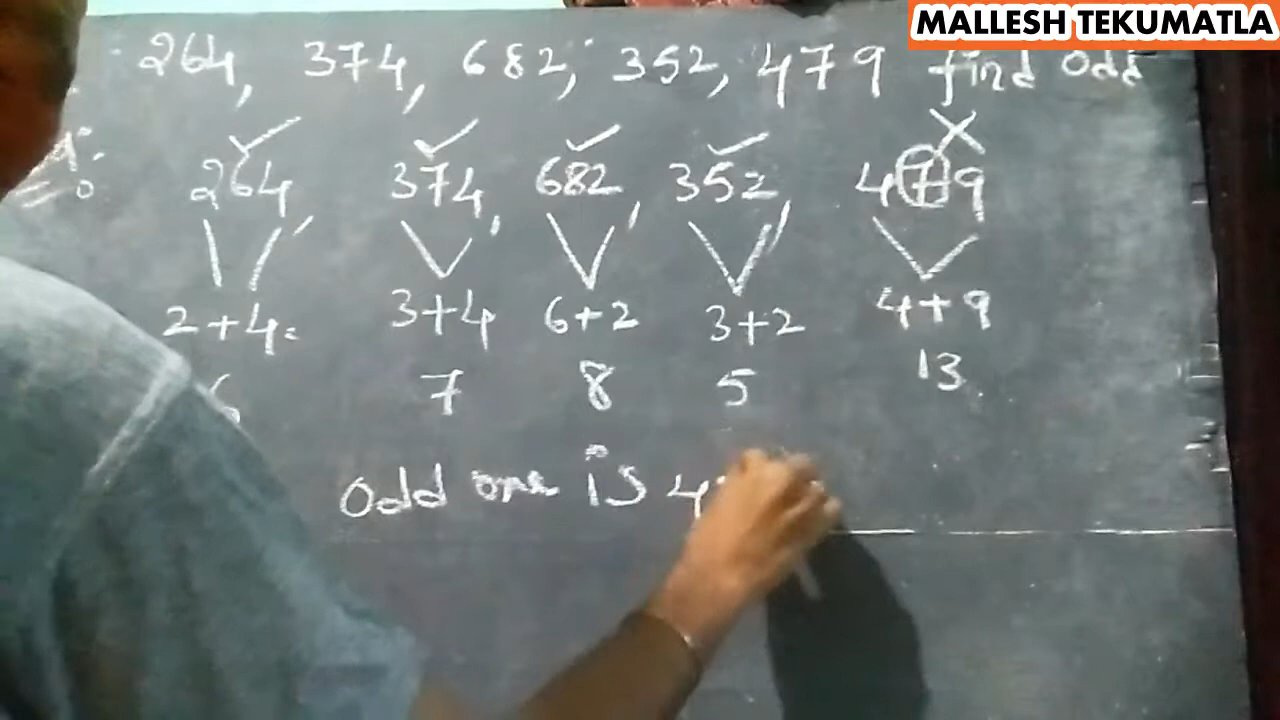 MALLESH TEKUMATLA
264, 374, 682, 352, 479 find odd
264 374, 682, 352, 479
2+4= 3+4 6+2 3+2 4+9
6 7 8 5 13
odd one is 4